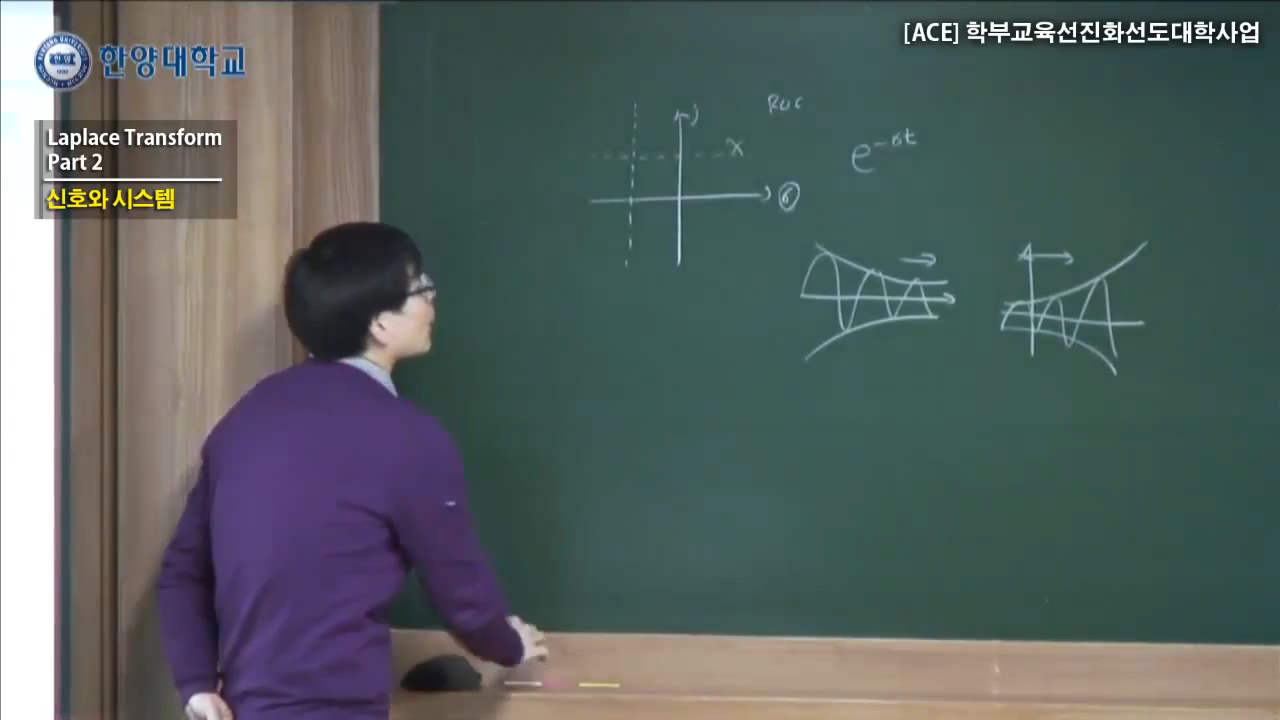 한양대학교
[ACE] 학부교육선진화선도대학사업
Laplace Transform
Part 2
신호와 시스템
ROC
j
x
σ
e^{-σt}